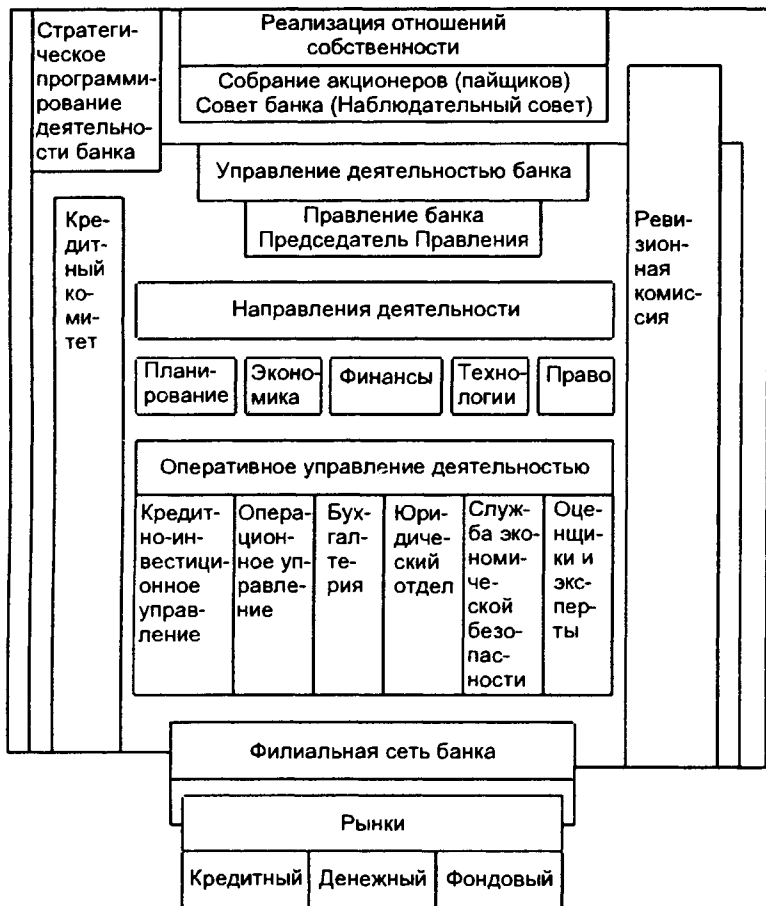 Стратеги-
ческое
программи-
рование
деятельно-
сти банка
Реализация отношений
собственности
Собрание акционеров (пайщиков)
Совет банка (Наблюдательный совет)
Управление деятельностью банка
Правление банка
Председатель Правления
Кре-
дит-
ный
ко-
ми-
тет
Реви-
зион-
ная
комис-
сия
Направления деятельности
Плани-
рование
Эконо-
мика
Финансы
Техно-
логии
Право
Оперативное управление деятельностью
Кредит-
но-ин-
вестици-
онное
управ-
ление
Опера-
цион-
ное уп-
равле-
ние
Бух-
гал-
те-
рия
Юри-
диче-
ский
отдел
Служ-
ба эко-
номи-
че-
ской
безо-
пас-
ности
Оце-
нщи-
ки и
экс-
пер-
ты
Филиальная сеть банка
Рынки
Кредитный
Денежный
Фондовый